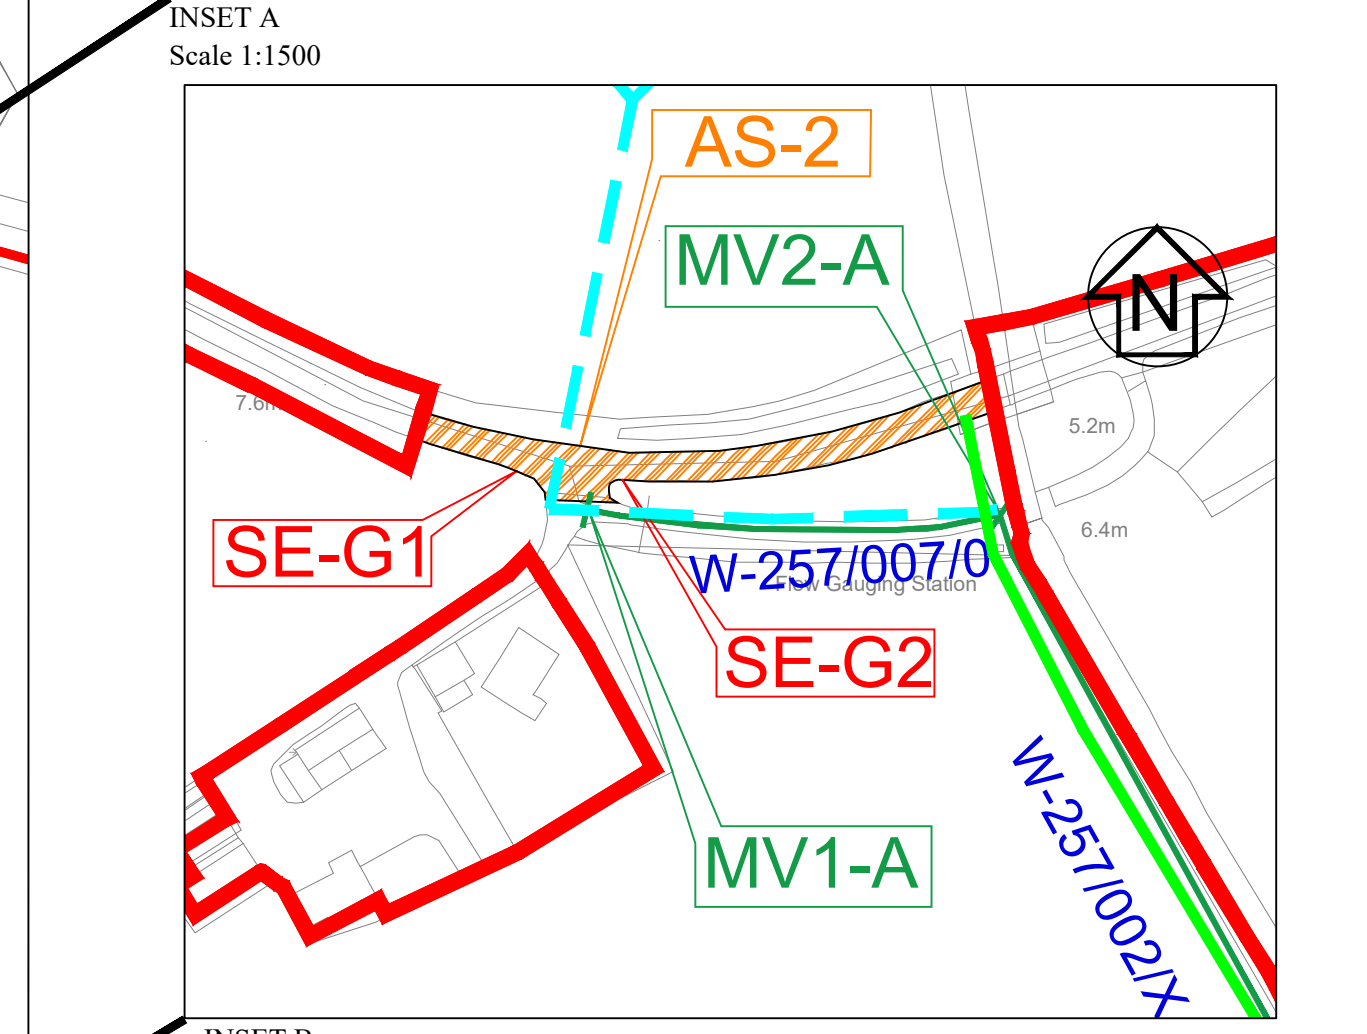 INSET A
Scale 1:1500
AS-2
MV2-A
N
7.6m
5.2m
SE-G1
6.4m
W-257/007/0
Flow Gauging Station
SE-G2
W-257/002/X
MV1-A